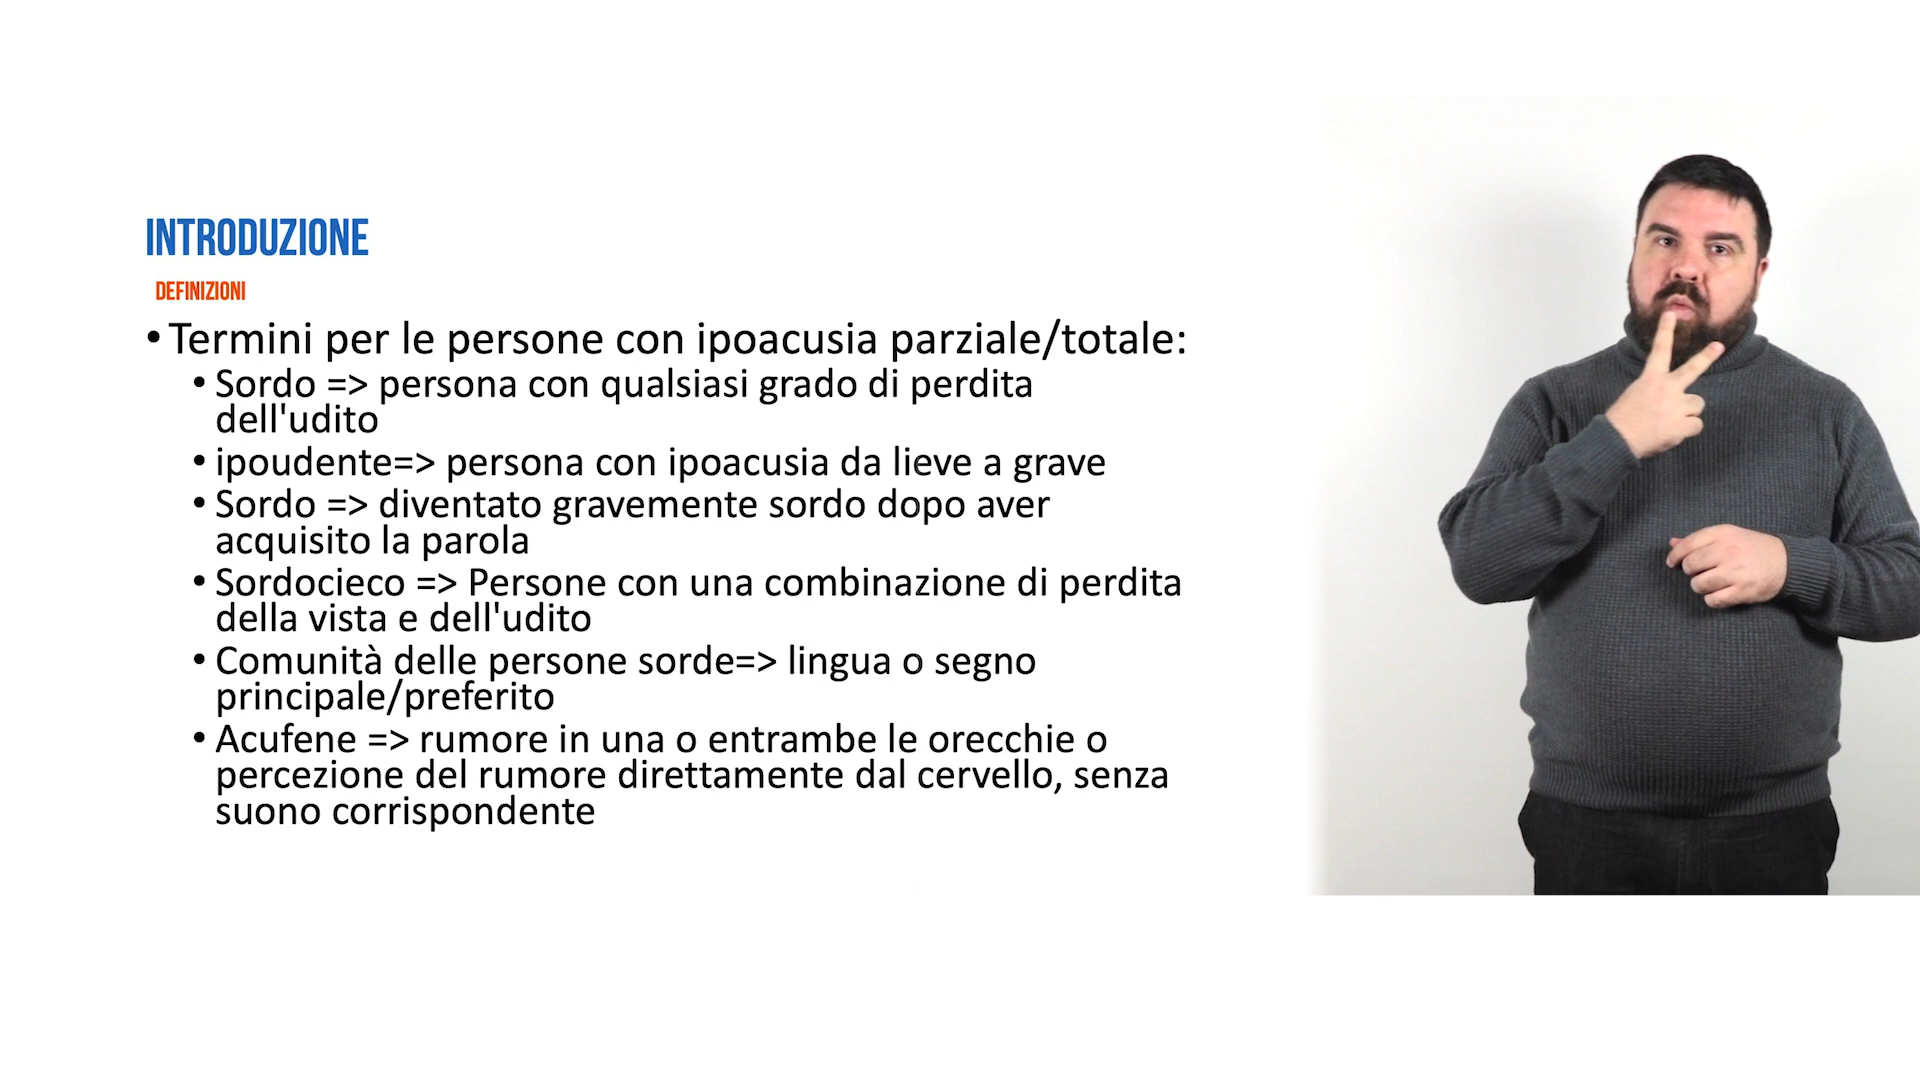 INTRODUZIONE
DEFINIZIONI
• Termini per le persone con ipoacusia parziale/totale:
• Sordo => persona con qualsiasi grado di perdita
dell'udito
• ipoudente=> persona con ipoacusia da lieve a grave
• Sordo => diventato gravemente sordo dopo aver
acquisito la parola
• Sordocieco => Persone con una combinazione di perdita
della vista e dell'udito
• Comunità delle persone sorde=> lingua o segno
principale/preferito
• Acufene => rumore in una o entrambe le orecchie o
percezione del rumore direttamente dal cervello, senza
suono corrispondente